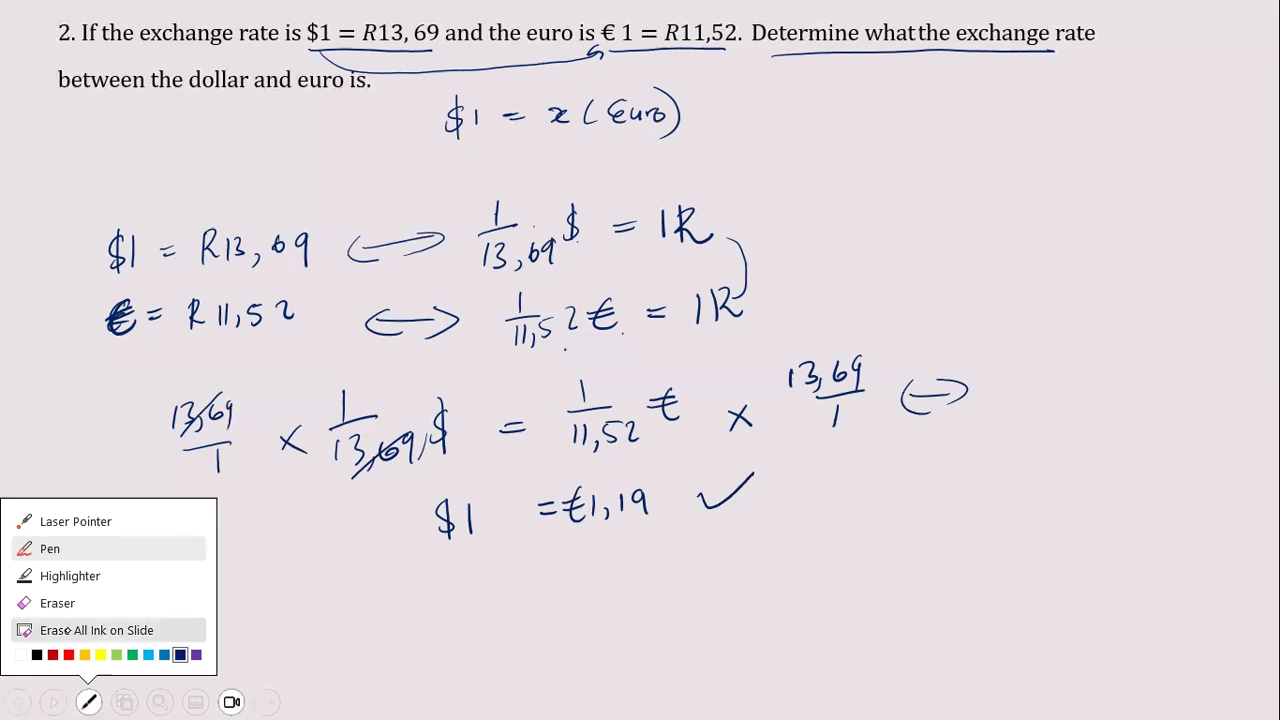 2. If the exchange rate is $1 = R13, 69 and the euro is € 1 = R11,52. Determine what the exchange rate
between the dollar and euro is.
$1 = x (Euro)
$1 = R13,69 ⟺ 1/13,69 $ = 1R
€ = R11,52 ⟺ 1/11,52 € = 1R
13,69/1 × 1/13,69 $ = 1/11,52 € × 13,69/1 ⟺
$1 = €1,19 ✓
Laser Pointer
Pen
Highlighter
Eraser
Erase All Ink on Slide